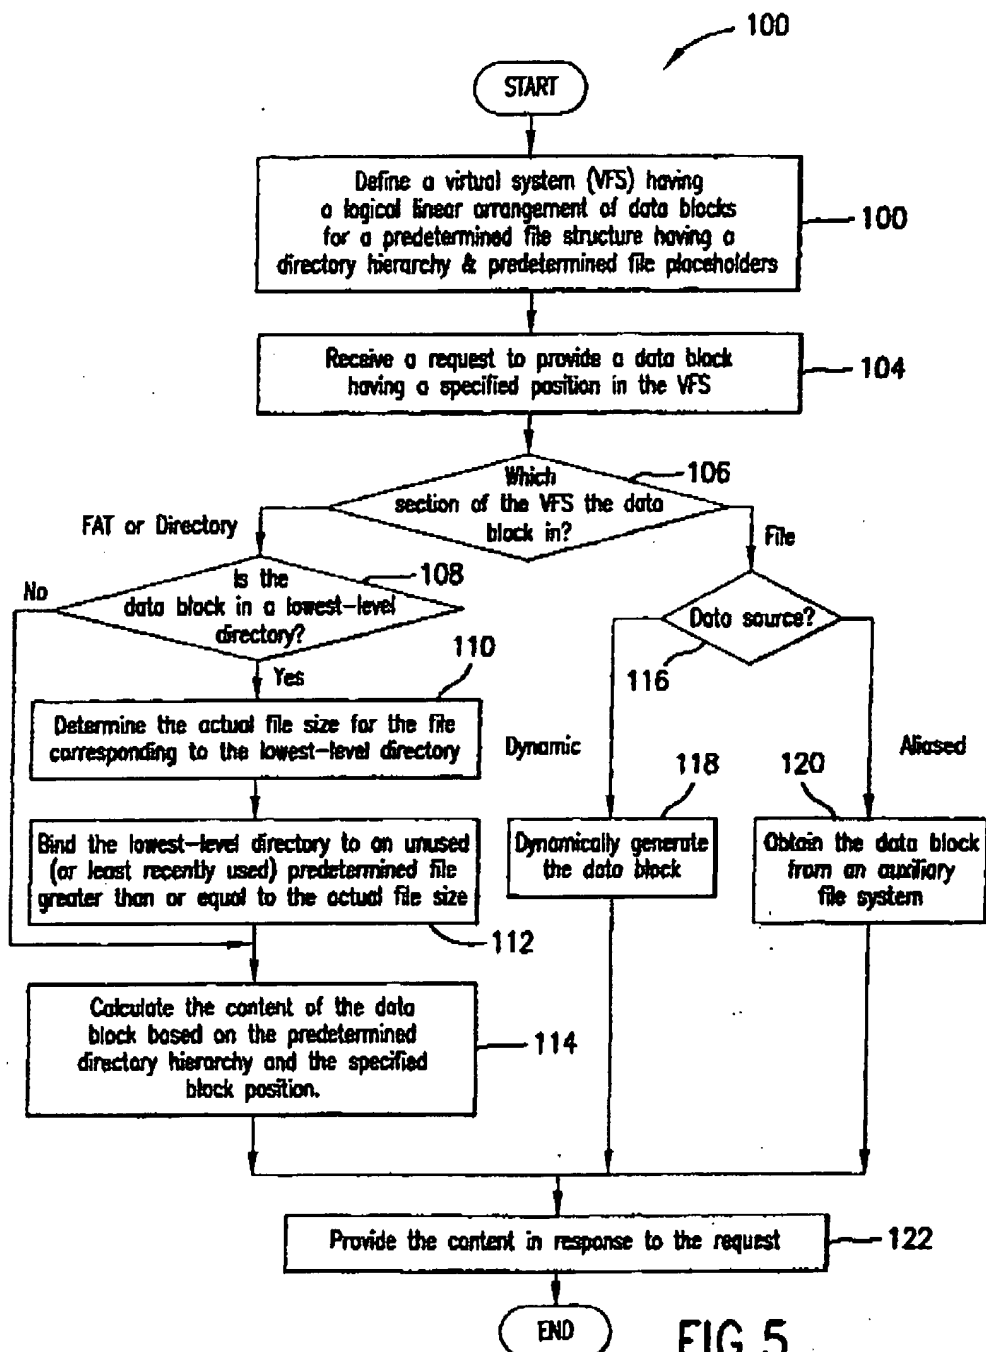 100
START
Define a virtual system (VFS) having
a logical linear arrangement of data blocks
for a predetermined file structure having a
directory hierarchy & predetermined file placeholders
100
Receive a request to provide a data block
having a specified position in the VFS
104
Which
section of the VFS the data
block in?
106
FAT or Directory
File
Is the
data block in a lowest-level
directory?
108
No
Yes
Data source?
116
110
Determine the actual file size for the file
corresponding to the lowest-level directory
Dynamic
Aliased
118
120
Bind the lowest-level directory to an unused
(or least recently used) predetermined file
greater than or equal to the actual file size
112
Dynamically generate
the data block
Obtain the data block
from an auxiliary
file system
Calculate the content of the data
block based on the predetermined
directory hierarchy and the specified
block position.
114
Provide the content in response to the request
122
END
FIG.5